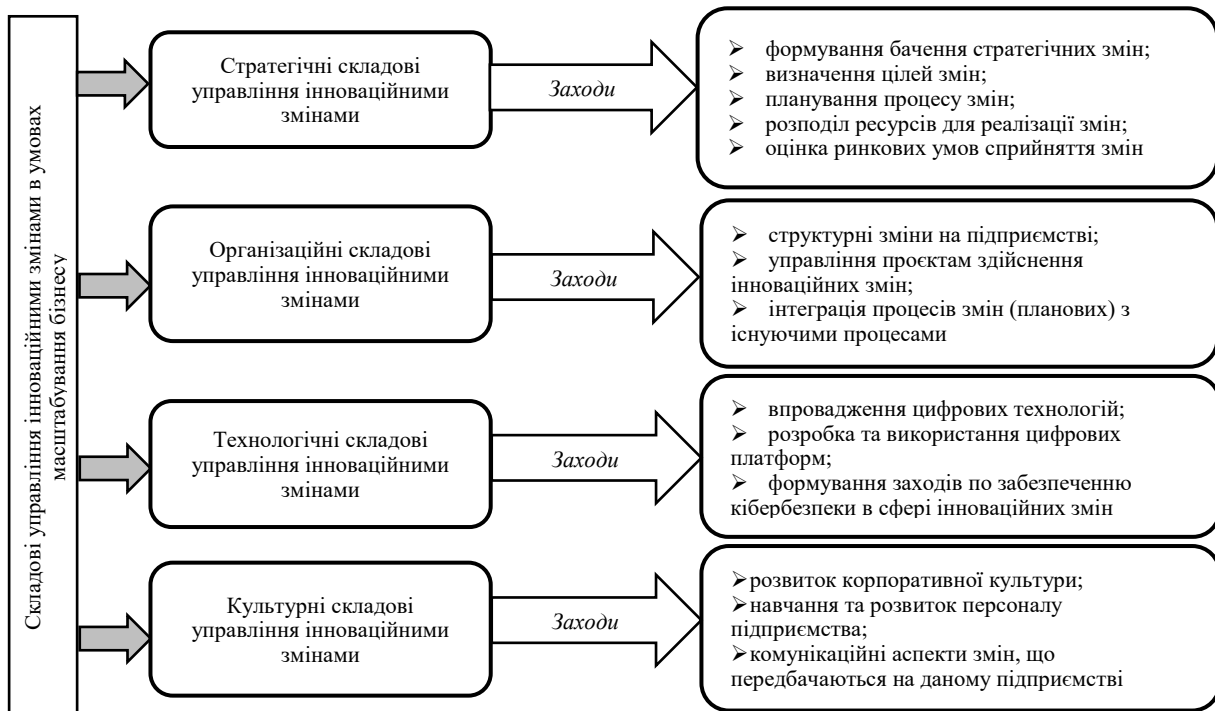 Складові управління інноваційними змінами в умовах
масштабування бізнесу
Стратегічні складові
управління інноваційними
змінами
Заходи
➢ формування бачення стратегічних змін;
➢ визначення цілей змін;
➢ планування процесу змін;
➢ розподіл ресурсів для реалізації змін;
➢ оцінка ринкових умов сприйняття змін
Організаційні складові
управління інноваційними
змінами
Заходи
➢ структурні зміни на підприємстві;
➢ управління проєктам здійснення
інноваційних змін;
➢ інтеграція процесів змін (планових) з
існуючими процесами
Технологічні складові
управління інноваційними
змінами
Заходи
➢ впровадження цифрових технологій;
➢ розробка та використання цифрових
платформ;
➢ формування заходів по забезпеченню
кібербезпеки в сфері інноваційних змін
Культурні складові
управління інноваційними
змінами
Заходи
➢розвиток корпоративної культури;
➢навчання та розвиток персоналу
підприємства;
➢комунікаційні аспекти змін, що
передбачаються на даному підприємстві